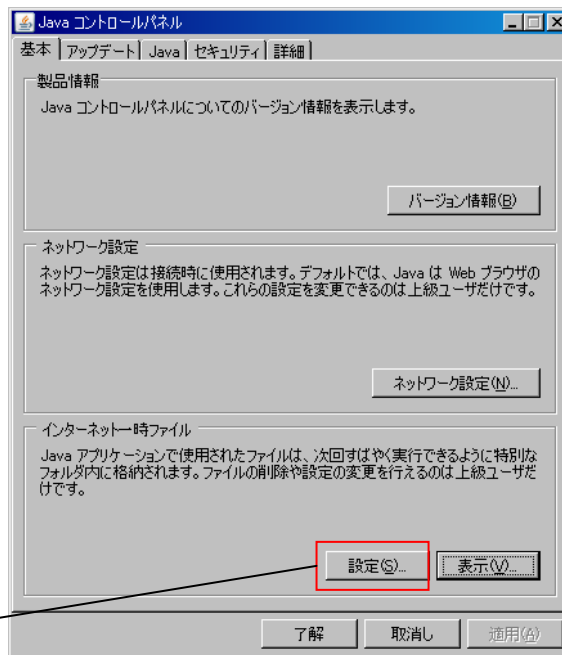 Java コントロールパネル
基本 アップデート Java セキュリティ 詳細
製品情報
Java コントロールパネルについてのバージョン情報を表示します。
バージョン情報(B)
ネットワーク設定
ネットワーク設定は接続時に使用されます。デフォルトでは、Java は Web ブラウザの
ネットワーク設定を使用します。これらの設定を変更できるのは上級ユーザだけです。
ネットワーク設定(N)...
インターネット一時ファイル
Java アプリケーションで使用されたファイルは、次回すばやく実行できるように特別な
フォルダ内に格納されます。ファイルの削除や設定の変更を行えるのは上級ユーザだ
けです。
設定(S)... 表示(V)...
了解 取消し 適用(A)